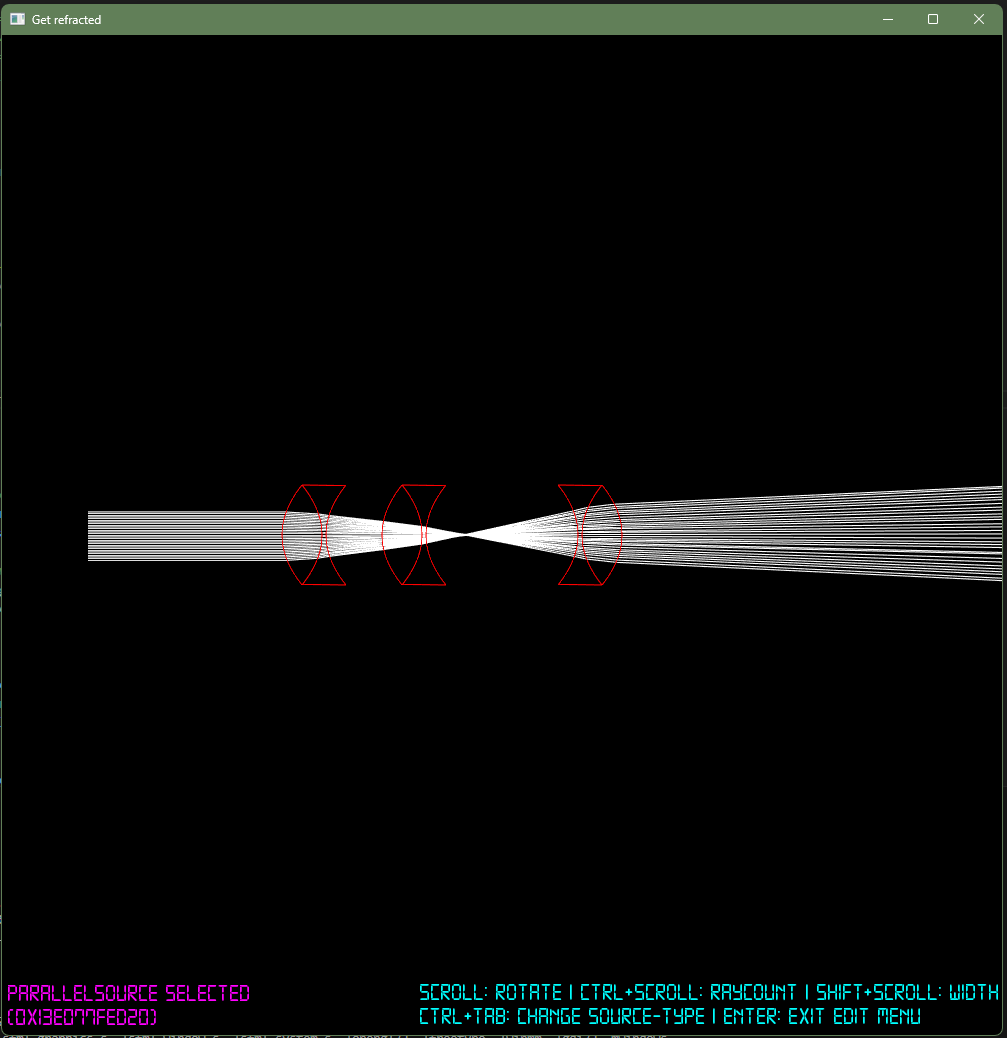 Get refracted
PARALLELSOURCE SELECTED
(0X13E077FED20)
SCROLL: ROTATE | CTRL+SCROLL: RAYCOUNT | SHIFT+SCROLL: WIDTH
CTRL+TAB: CHANGE SOURCE-TYPE | ENTER: EXIT EDIT MENU